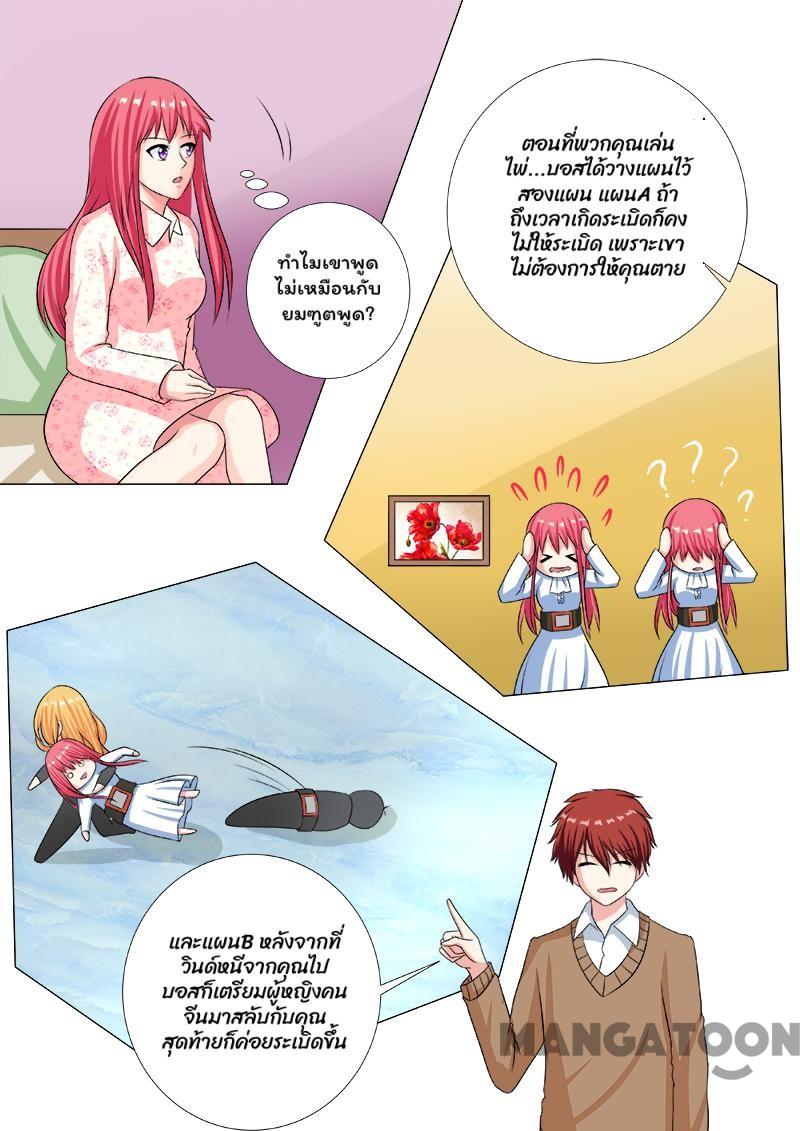 ทำไมเขาพูด
ไม่เหมือนกับ
ยมฑูตพูด?
ตอนที่พวกคุณเล่น
ไพ่...บอสได้วางแผนไว้
สองแผน แผนA ถ้า
ถึงเวลาเกิดระเบิดก็คง
ไม่ให้ระเบิด เพราะเขา
ไม่ต้องการให้คุณตาย
? ? ? ?
และแผนB หลังจากที่
วินด์หนีจากคุณไป
บอสก็เตรียมผู้หญิงคน
จีนมาสลับกับคุณ
สุดท้ายก็ค่อยระเบิดขึ้น
MANGATOON